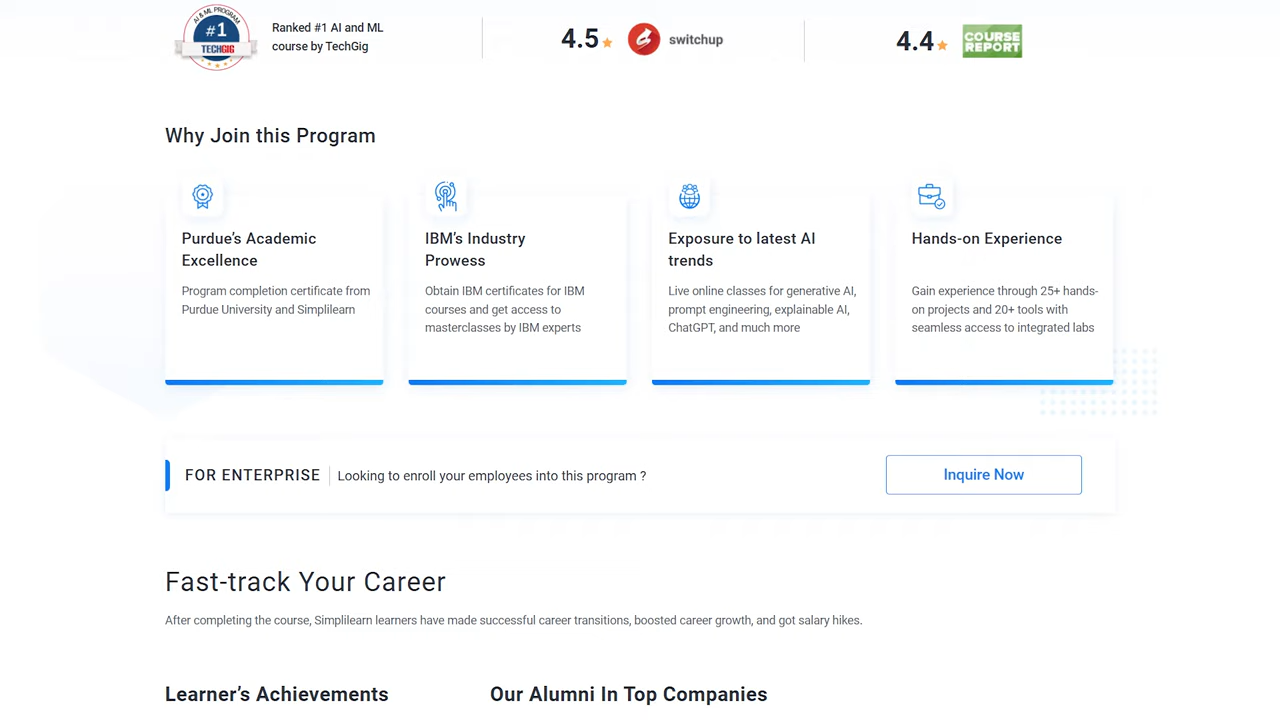 AI & ML PROGRAM
#1
TECHGIG
Ranked #1 AI and ML
course by TechGig
4.5
switchup
4.4
COURSE
REPORT
Why Join this Program
Purdue's Academic
Excellence
Program completion certificate from
Purdue University and Simplilearn
IBM's Industry
Prowess
Obtain IBM certificates for IBM
courses and get access to
masterclasses by IBM experts
Exposure to latest AI
trends
Live online classes for generative AI,
prompt engineering, explainable AI,
ChatGPT, and much more
Hands-on Experience
Gain experience through 25+ hands-
on projects and 20+ tools with
seamless access to integrated labs
FOR ENTERPRISE
Looking to enroll your employees into this program ?
Inquire Now
Fast-track Your Career
After completing the course, Simplilearn learners have made successful career transitions, boosted career growth, and got salary hikes.
Learner's Achievements
Our Alumni In Top Companies